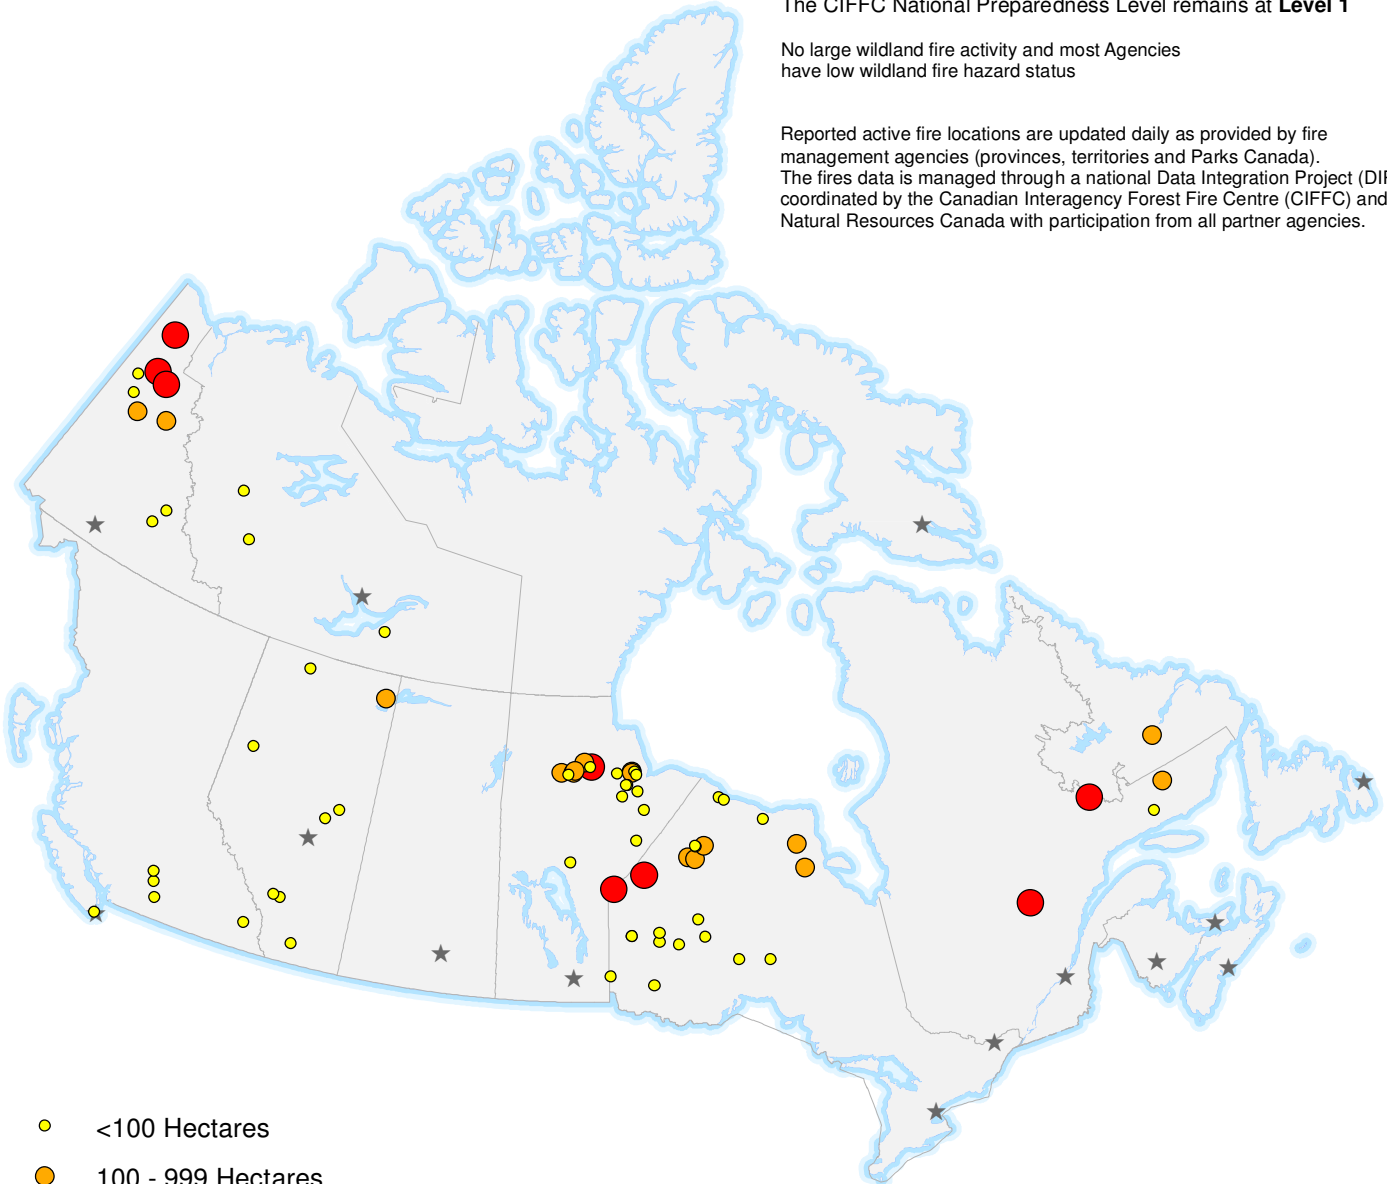 The CIFFC National Preparedness Level remains at Level 1
No large wildland fire activity and most Agencies
have low wildland fire hazard status
Reported active fire locations are updated daily as provided by fire
management agencies (provinces, territories and Parks Canada).
The fires data is managed through a national Data Integration Project (DIP
coordinated by the Canadian Interagency Forest Fire Centre (CIFFC) and
Natural Resources Canada with participation from all partner agencies.
<100 Hectares
100 - 999 Hectares